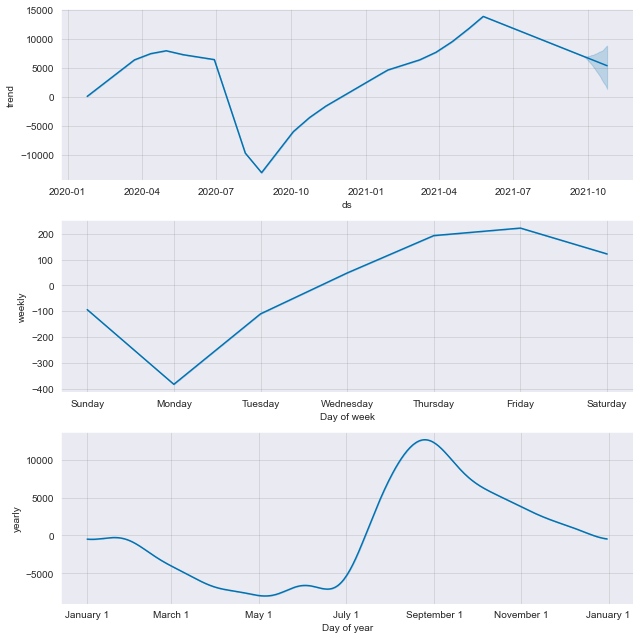 15000
10000
5000
0
−5000
−10000
trend
2020-01 2020-04 2020-07 2020-10 2021-01 2021-04 2021-07 2021-10
ds
200
100
0
−100
−200
−300
−400
weekly
Sunday Monday Tuesday Wednesday Thursday Friday Saturday
Day of week
10000
5000
0
−5000
yearly
January 1 March 1 May 1 July 1 September 1 November 1 January 1
Day of year